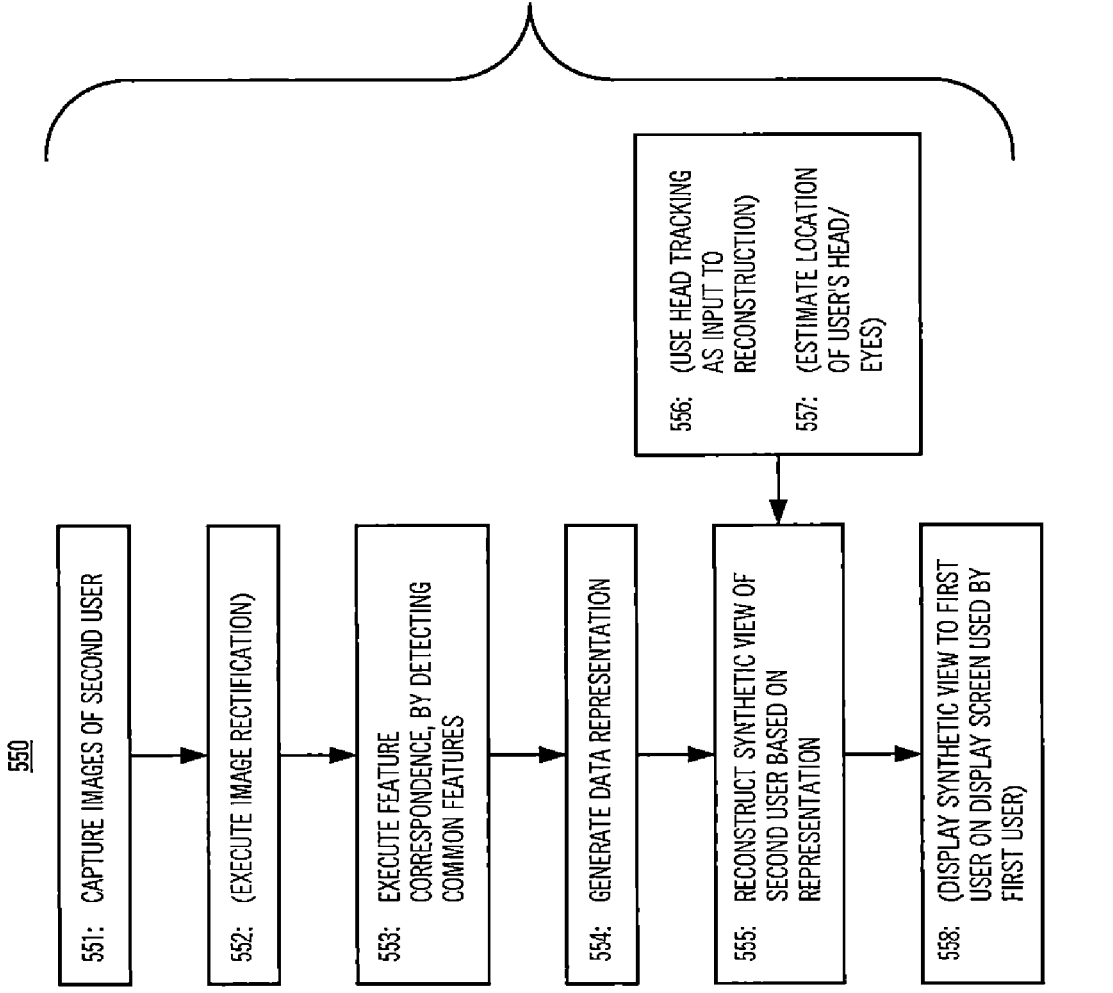 550
551: CAPTURE IMAGES OF SECOND USER
552: (EXECUTE IMAGE RECTIFICATION)
553: EXECUTE FEATURE
CORRESPONDENCE, BY DETECTING
COMMON FEATURES
554: GENERATE DATA REPRESENTATION
555: RECONSTRUCT SYNTHETIC VIEW OF
SECOND USER BASED ON
REPRESENTATION
556: (USE HEAD TRACKING
AS INPUT TO
RECONSTRUCTION)
557: (ESTIMATE LOCATION
OF USER'S HEAD/
EYES)
558: (DISPLAY SYNTHETIC VIEW TO FIRST
USER ON DISPLAY SCREEN USED BY
FIRST USER)